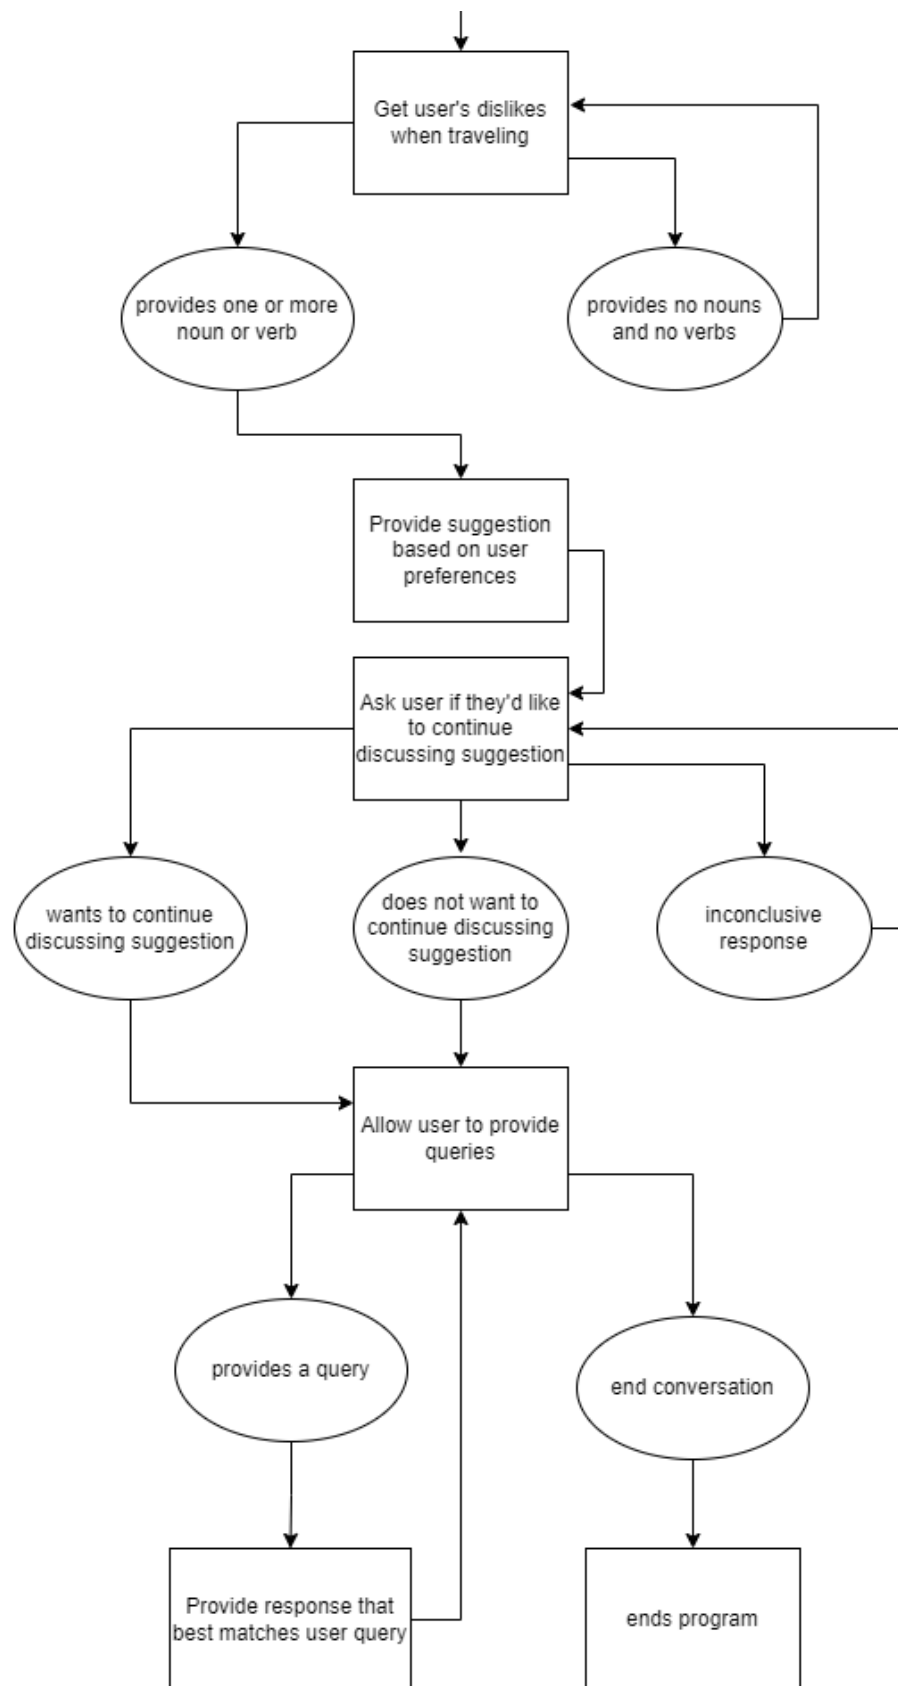 Get user's dislikes
when traveling
provides one or more
noun or verb
provides no nouns
and no verbs
Provide suggestion
based on user
preferences
Ask user if they'd like
to continue
discussing suggestion
wants to continue
discussing suggestion
does not want to
continue discussing
suggestion
inconclusive
response
Allow user to provide
queries
provides a query
end conversation
Provide response that
best matches user query
ends program